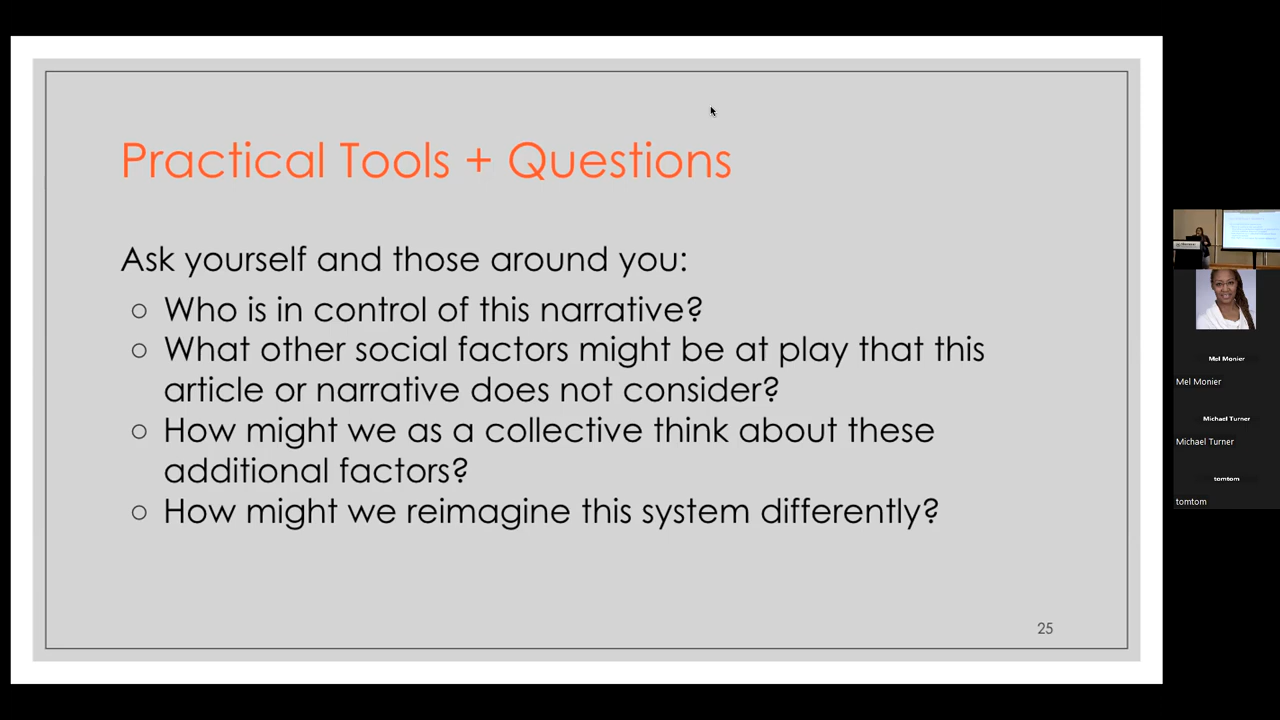 Practical Tools + Questions
Ask yourself and those around you:
○ Who is in control of this narrative?
○ What other social factors might be at play that this
article or narrative does not consider?
○ How might we as a collective think about these
additional factors?
○ How might we reimagine this system differently?
25
Mel Monier
Mel Monier
Michael Turner
Michael Turner
tomtom
tomtom